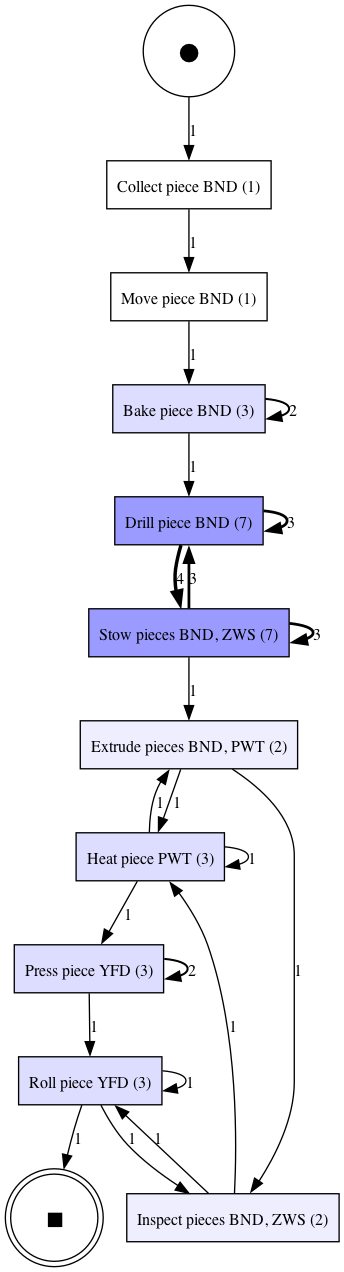 1
Collect piece BND (1)
1
Move piece BND (1)
1
Bake piece BND (3)
2
1
Drill piece BND (7)
3
4
3
Stow pieces BND, ZWS (7)
3
1
Extrude pieces BND, PWT (2)
1
1
Heat piece PWT (3)
1
1
1
1
Press piece YFD (3)
2
1
Roll piece YFD (3)
1
1
1
1
Inspect pieces BND, ZWS (2)